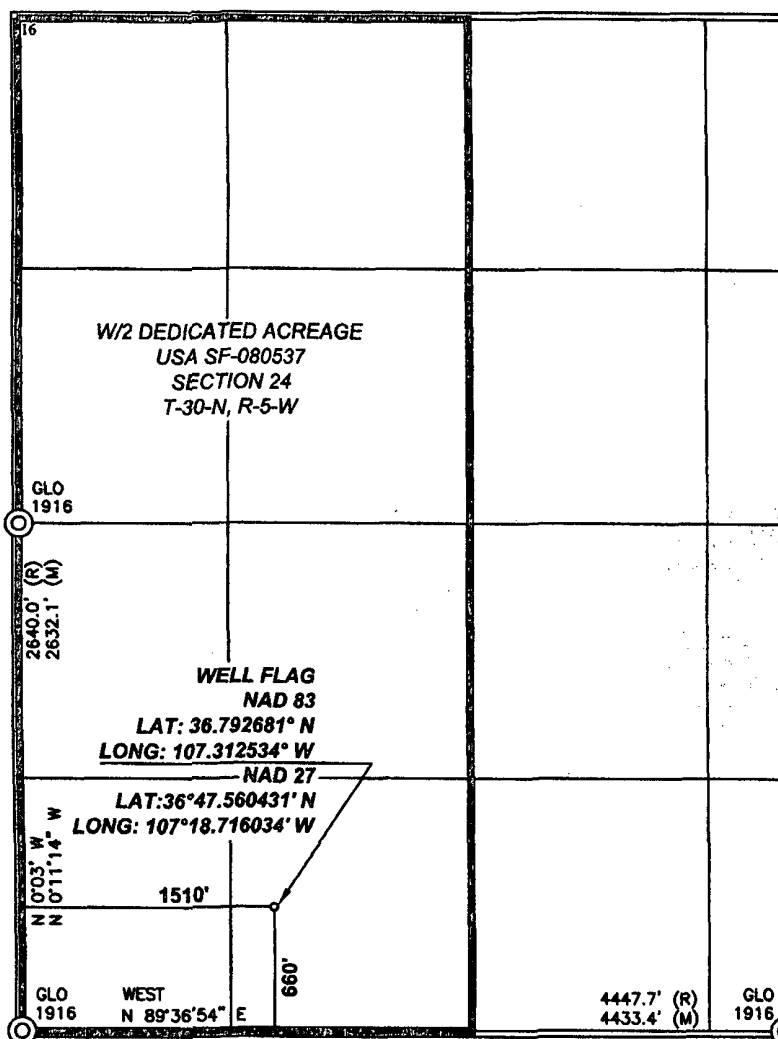 16
W/2 DEDICATED ACREAGE
USA SF-080537
SECTION 24
T-30-N, R-5-W
GLO
1916
2640.0' (R)
2632.1' (M)
WELL FLAG
NAD 83
LAT: 36.792681° N
LONG: 107.312534° W
NAD 27
LAT:36°47.560431' N
LONG: 107°18.716034' W
N 0°03' W
N 0°11'14" W
1510'
660'
GLO
1916
WEST
N 89°36'54" E
4447.7' (R)
4433.4' (M)
GLO
1916